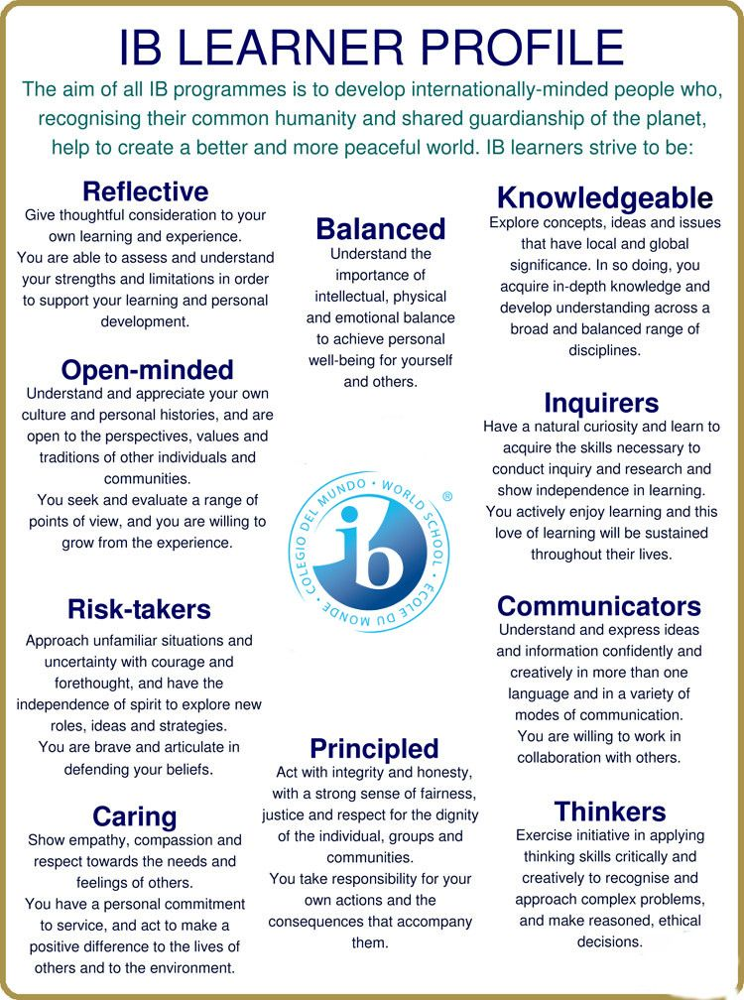 IB LEARNER PROFILE
The aim of all IB programmes is to develop internationally-minded people who,
recognising their common humanity and shared guardianship of the planet,
help to create a better and more peaceful world. IB learners strive to be:
Reflective
Give thoughtful consideration to your
own learning and experience.
You are able to assess and understand
your strengths and limitations in order
to support your learning and personal
development.
Balanced
Understand the
importance of
intellectual, physical
and emotional balance
to achieve personal
well-being for yourself
and others.
Knowledgeable
Explore concepts, ideas and issues
that have local and global
significance. In so doing, you
acquire in-depth knowledge and
develop understanding across a
broad and balanced range of
disciplines.
Open-minded
Understand and appreciate your own
culture and personal histories, and are
open to the perspectives, values and
traditions of other individuals and
communities.
You seek and evaluate a range of
points of view, and you are willing to
grow from the experience.
Inquirers
Have a natural curiosity and learn to
acquire the skills necessary to
conduct inquiry and research and
show independence in learning.
You actively enjoy learning and this
love of learning will be sustained
throughout their lives.
COLEGIO DEL MUNDO • WORLD SCHOOL • ÉCOLE DU MONDE •
®
ib
Risk-takers
Approach unfamiliar situations and
uncertainty with courage and
forethought, and have the
independence of spirit to explore new
roles, ideas and strategies.
You are brave and articulate in
defending your beliefs.
Communicators
Understand and express ideas
and information confidently and
creatively in more than one
language and in a variety of
modes of communication.
You are willing to work in
collaboration with others.
Principled
Act with integrity and honesty,
with a strong sense of fairness,
justice and respect for the dignity
of the individual, groups and
communities.
You take responsibility for your
own actions and the
consequences that accompany
them.
Caring
Show empathy, compassion and
respect towards the needs and
feelings of others.
You have a personal commitment
to service, and act to make a
positive difference to the lives of
others and to the environment.
Thinkers
Exercise initiative in applying
thinking skills critically and
creatively to recognise and
approach complex problems,
and make reasoned, ethical
decisions.